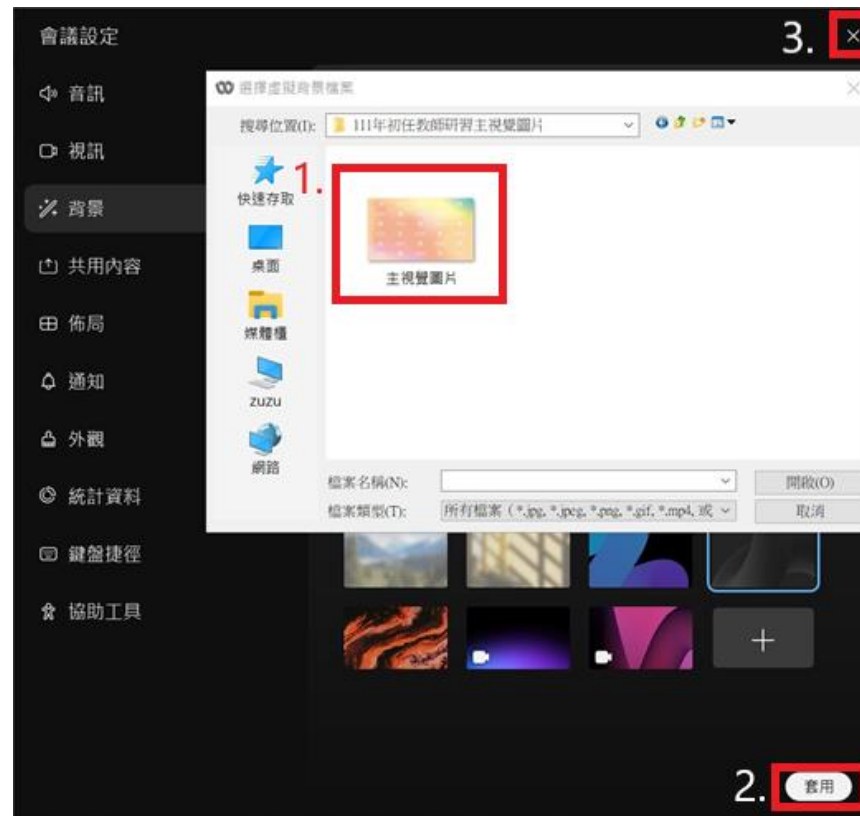 會議設定
3.
音訊
視訊
背景
共用內容
佈局
通知
外觀
統計資料
鍵盤捷徑
協助工具
選擇虛擬背景檔案
搜尋位置(I):
111年初任教師研習主視覺圖片
1.
快速存取
桌面
媒體櫃
zuzu
網路
主視覺圖片
檔案名稱(N):
開啟(O)
檔案類型(T):
所有檔案 ( *.jpg, *.jpeg, *.png, *.gif, *.mp4, 或
取消
2.
套用